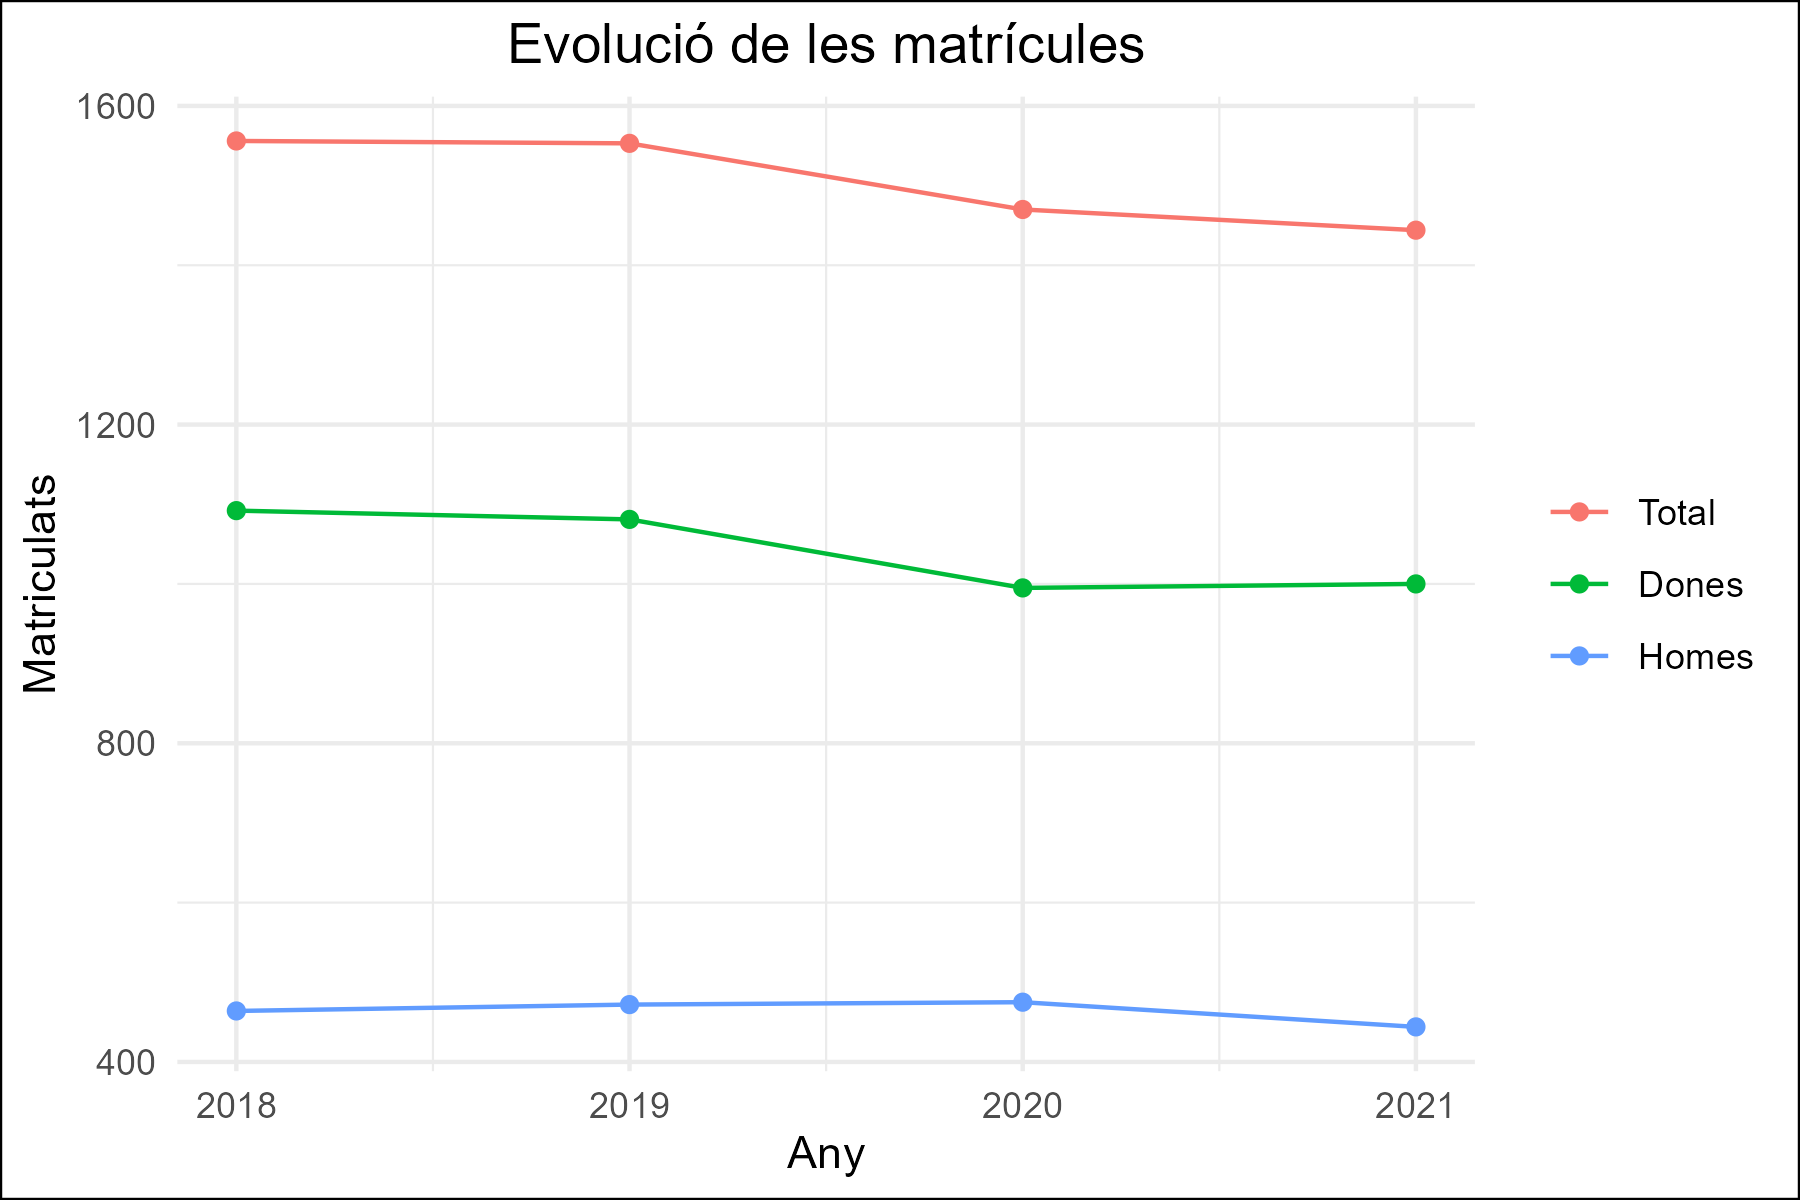 Evolució de les matrícules
1600
1200
800
400
Matriculats
2018 2019 2020 2021
Any
Total
Dones
Homes